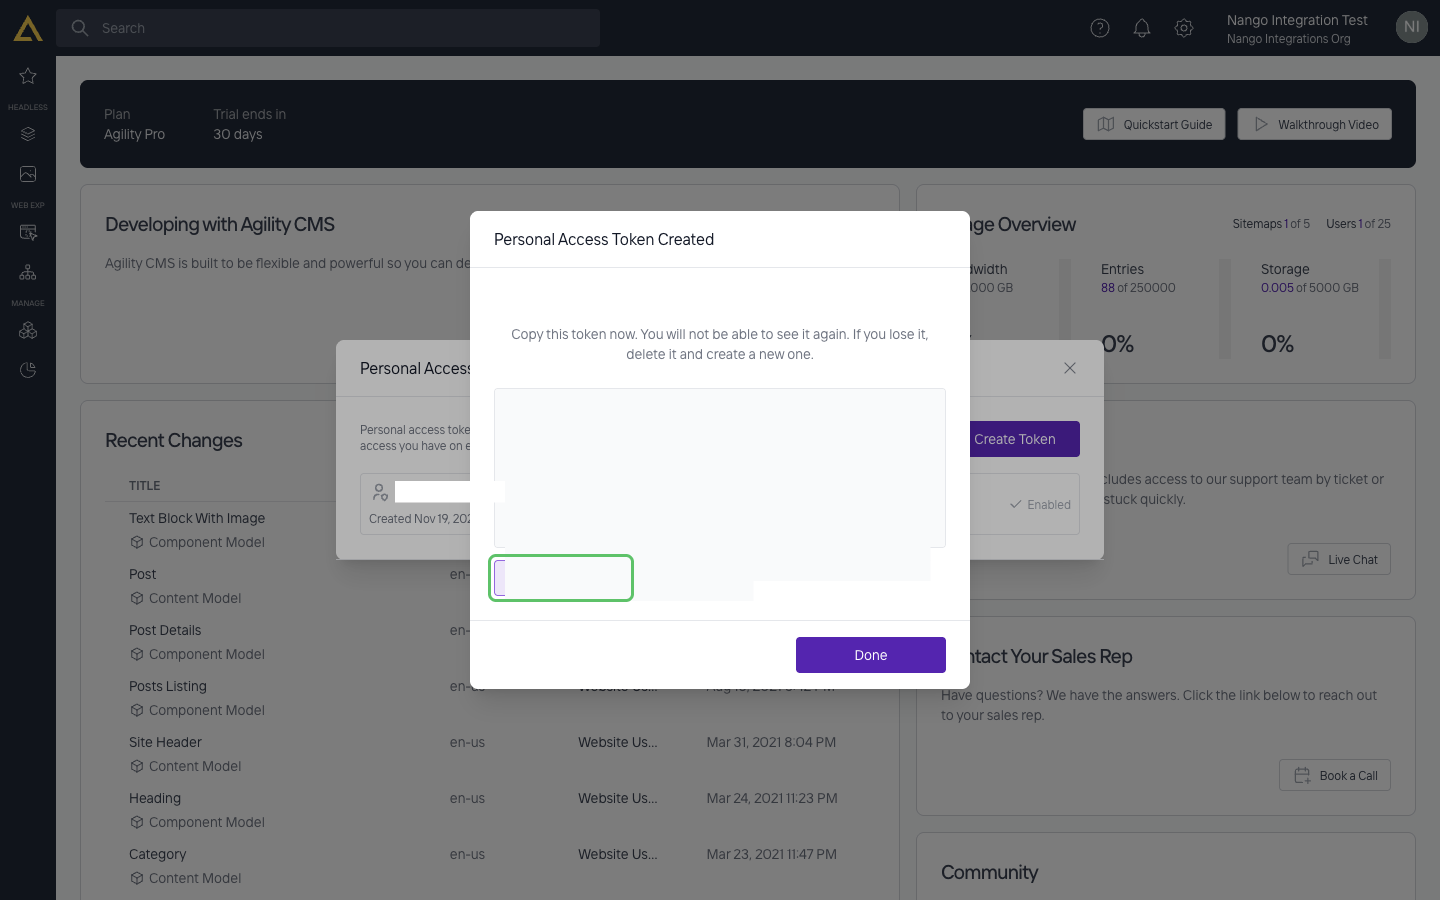 Search
Nango Integration Test
Nango Integrations Org
NI
HEADLESS
WEB EXP
MANAGE
Plan
Agility Pro
Trial ends in
30 days
Quickstart Guide
Walkthrough Video
Developing with Agility CMS
Agility CMS is built to be flexible and powerful so you can de
ge Overview
Sitemaps 1 of 5
Users 1 of 25
dwidth
000 GB
Entries
88 of 250000
0%
Storage
0.005 of 5000 GB
0%
Personal Access Token Created
Copy this token now. You will not be able to see it again. If you lose it,
delete it and create a new one.
Done
Personal Access
Personal access toke
access you have on e
Create Token
Created Nov 19, 202
Enabled
Recent Changes
TITLE
Text Block With Image
Component Model
Post
en-
Content Model
Post Details
en-
Component Model
Posts Listing
en-us
Website Us...
Component Model
Site Header
en-us
Website Us...
Mar 31, 2021 8:04 PM
Content Model
Heading
en-us
Website Us...
Mar 24, 2021 11:23 PM
Component Model
Category
en-us
Website Us...
Mar 23, 2021 11:47 PM
Content Model
cludes access to our support team by ticket or
stuck quickly.
Live Chat
ntact Your Sales Rep
Have questions? We have the answers. Click the link below to reach out
to your sales rep.
Book a Call
Community